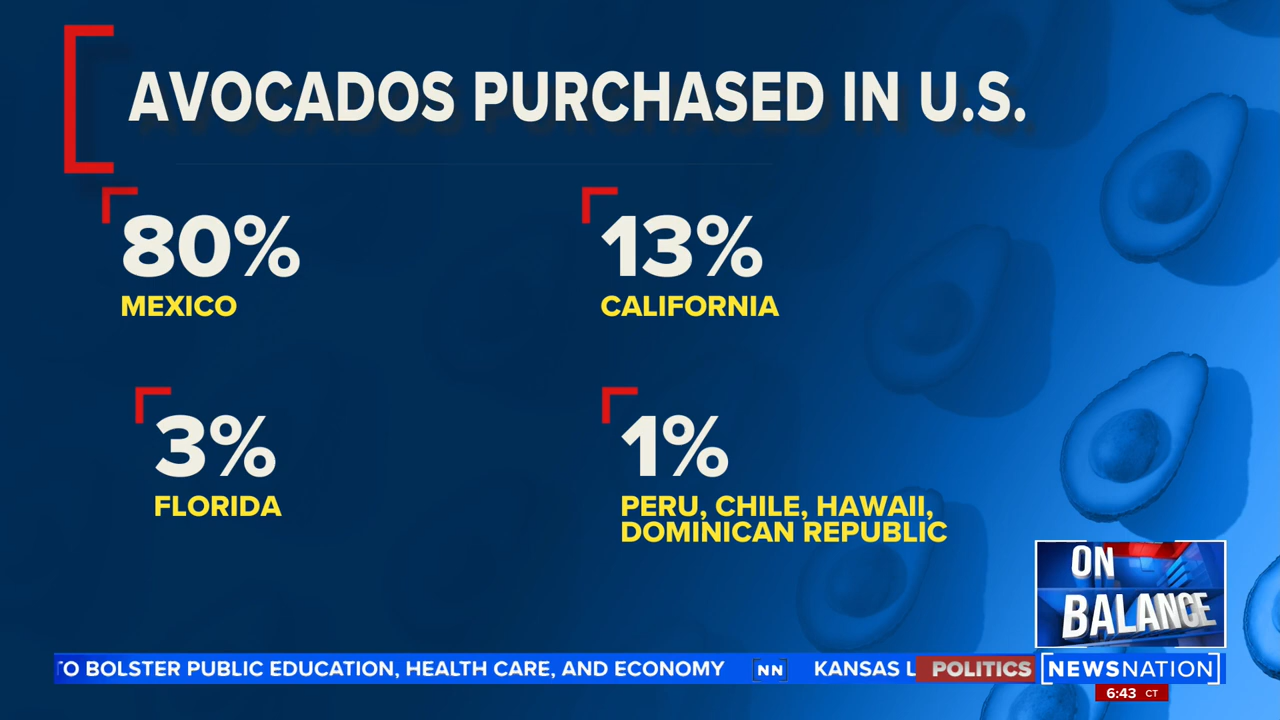 AVOCADOS PURCHASED IN U.S.
80%
MEXICO
13%
CALIFORNIA
3%
FLORIDA
1%
PERU, CHILE, HAWAII,
DOMINICAN REPUBLIC
ON
BALANCE
TO BOLSTER PUBLIC EDUCATION, HEALTH CARE, AND ECONOMY NN KANSAS L POLITICS NEWSNATION
6:43 CT